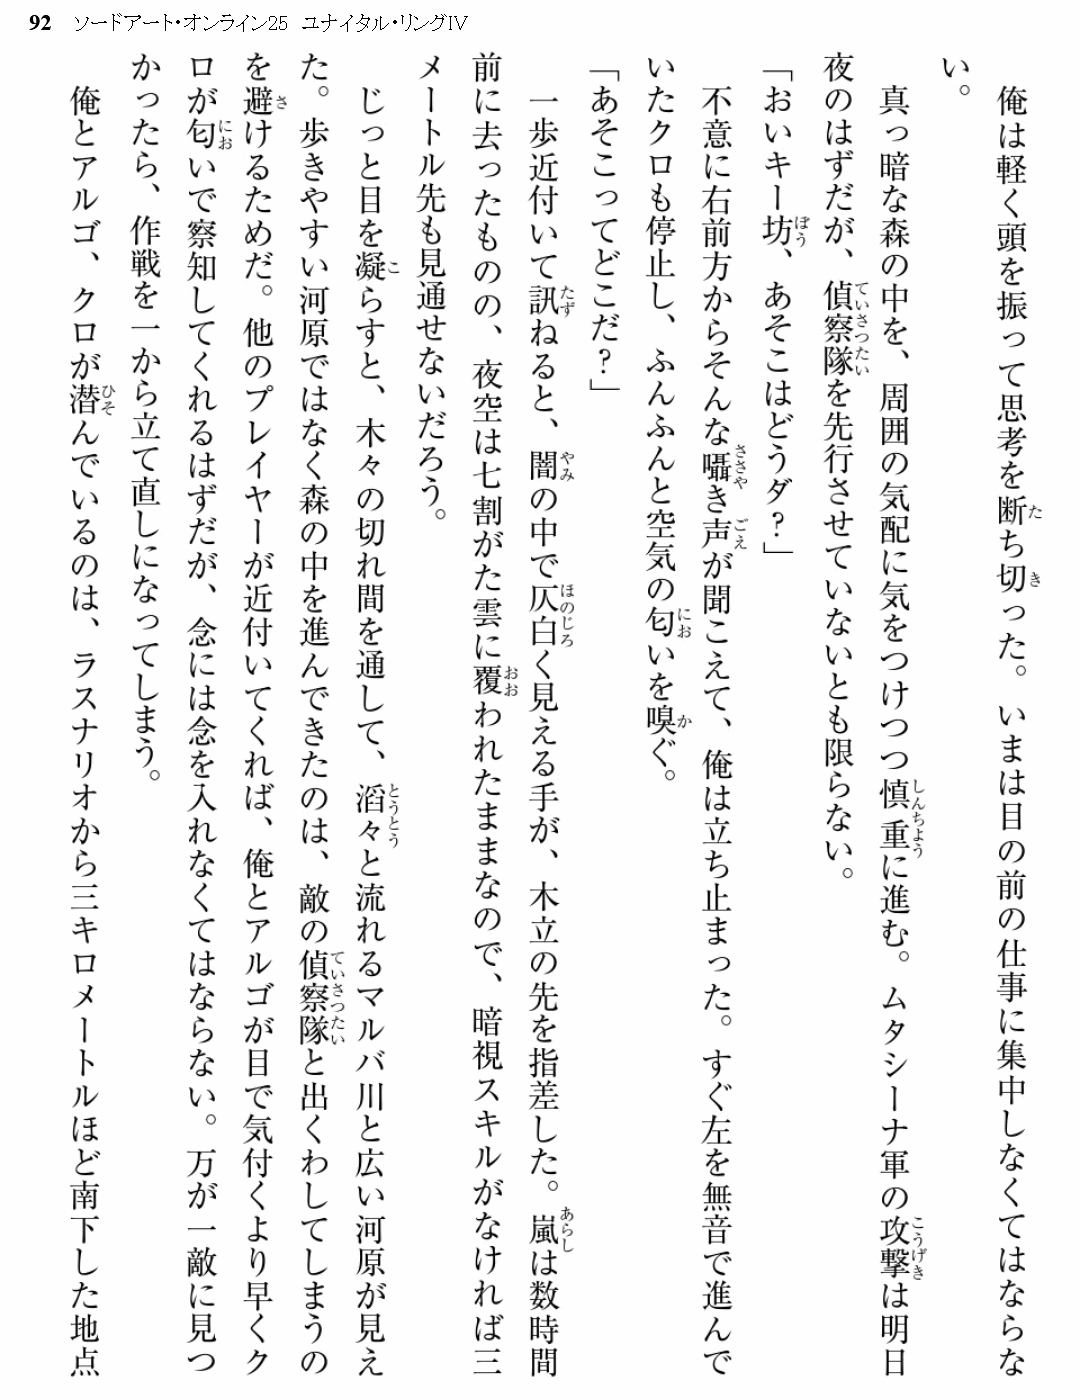 92 ソードアート・オンライン25 ユナイタル・リングⅣ
　俺は軽く頭を振って思考を断ち切った。いまは目の前の仕事に集中しなくてはならな
い。
　真っ暗な森の中を、周囲の気配に気をつけつつ慎重に進む。ムタシーナ軍の攻撃は明日
夜のはずだが、偵察隊を先行させていないとも限らない。
「おいキー坊、あそこはどうダ？」
　不意に右前方からそんな囁き声が聞こえて、俺は立ち止まった。すぐ左を無音で進んで
いたクロも停止し、ふんふんと空気の匂いを嗅ぐ。
「あそこってどこだ？」
　一歩近付いて訊ねると、闇の中で仄白く見える手が、木立の先を指差した。嵐は数時間
前に去ったものの、夜空は七割がた雲に覆われたままなので、暗視スキルがなければ三
メートル先も見通せないだろう。
　じっと目を凝らすと、木々の切れ間を通して、滔々と流れるマルバ川と広い河原が見え
た。歩きやすい河原ではなく森の中を進んできたのは、敵の偵察隊と出くわしてしまうの
を避けるためだ。他のプレイヤーが近付いてくれば、俺とアルゴが目で気付くより早くク
ロが匂いで察知してくれるはずだが、念には念を入れなくてはならない。万が一敵に見つ
かったら、作戦を一から立て直しになってしまう。
　俺とアルゴ、クロが潜んでいるのは、ラスナリオから三キロメートルほど南下した地点